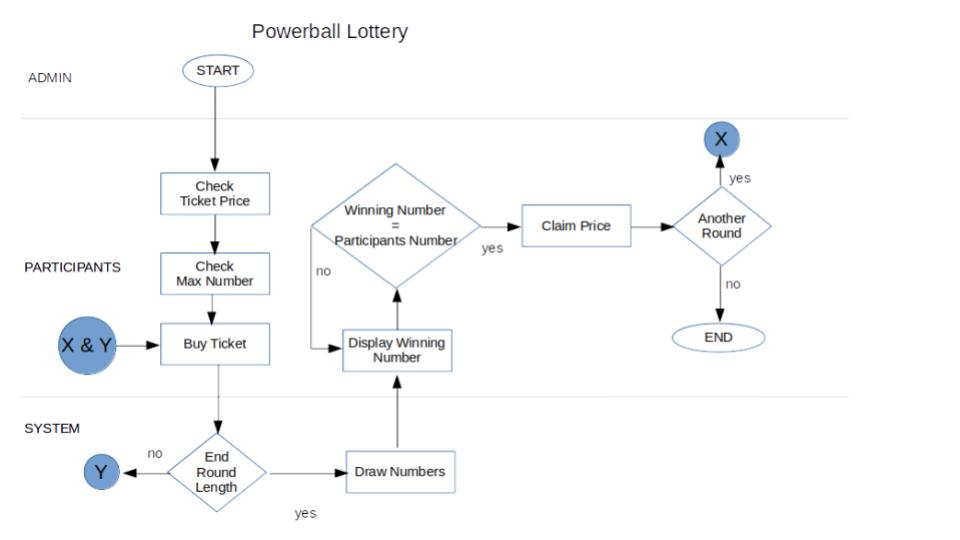 Powerball Lottery
ADMIN
START
X
yes
Check
Ticket Price
Winning Number
=
Participants Number
yes
Claim Price
Another
Round
PARTICIPANTS
Check
Max Number
no
no
X & Y
Buy Ticket
Display Winning
Number
END
SYSTEM
no
Y
End
Round
Length
yes
Draw Numbers